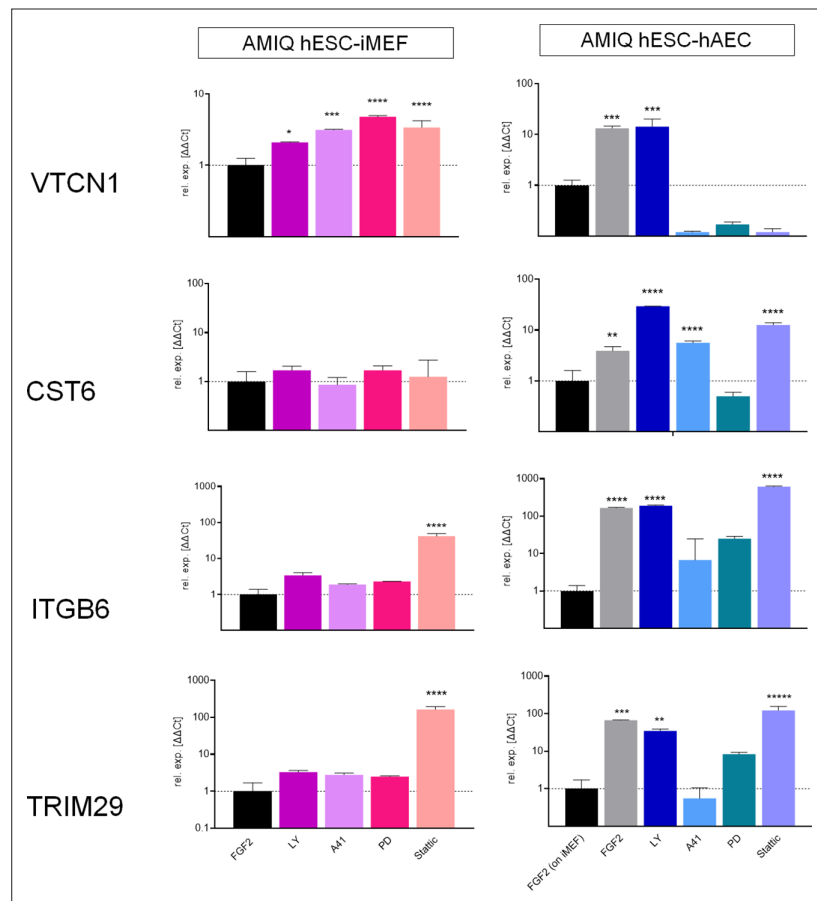 AMIQ hESC-iMEF
AMIQ hESC-hAEC
VTCN1
rel. exp. [ΔΔCt]
10
1
*
***
****
****
rel. exp. [ΔΔCt]
100
10
1
***
***
CST6
rel. exp. [ΔΔCt]
100
10
1
rel. exp. [ΔΔCt]
100
10
1
**
****
****
****
ITGB6
rel. exp. [ΔΔCt]
1000
100
10
1
****
rel. exp. [ΔΔCt]
1000
100
10
1
****
****
****
TRIM29
rel. exp. [ΔΔCt]
1000
100
10
1
0.1
****
FGF2
LY
A41
PD
Stattic
rel. exp. [ΔΔCt]
1000
100
10
1
***
**
*****
FGF2 (on iMEF)
FGF2
LY
A41
PD
Stattic